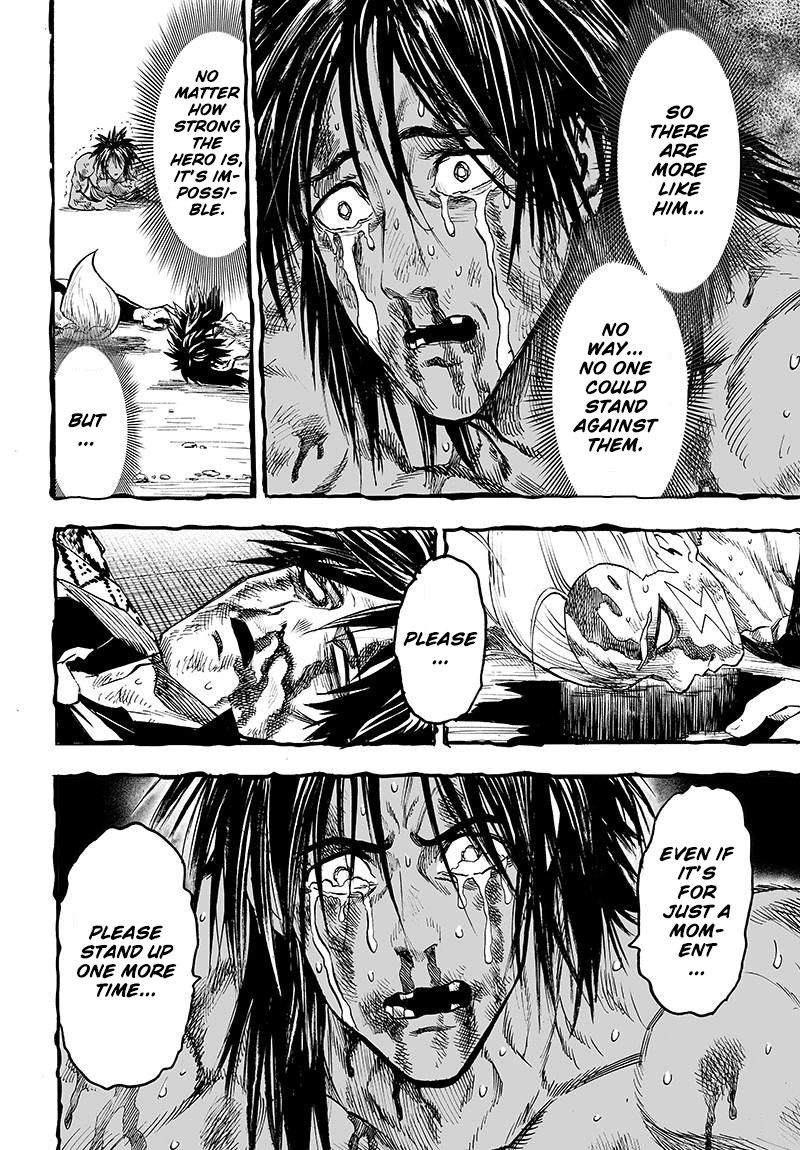 SO
THERE
ARE
MORE
LIKE
HIM...
NO
WAY...
NO ONE
COULD
STAND
AGAINST
THEM.
NO
MATTER
HOW
STRONG
THE
HERO IS,
IT'S IM-
POSSI-
BLE.
BUT
...
PLEASE
...
EVEN IF
IT'S
FOR
JUST A
MOM-
ENT
...
PLEASE
STAND UP
ONE MORE
TIME...